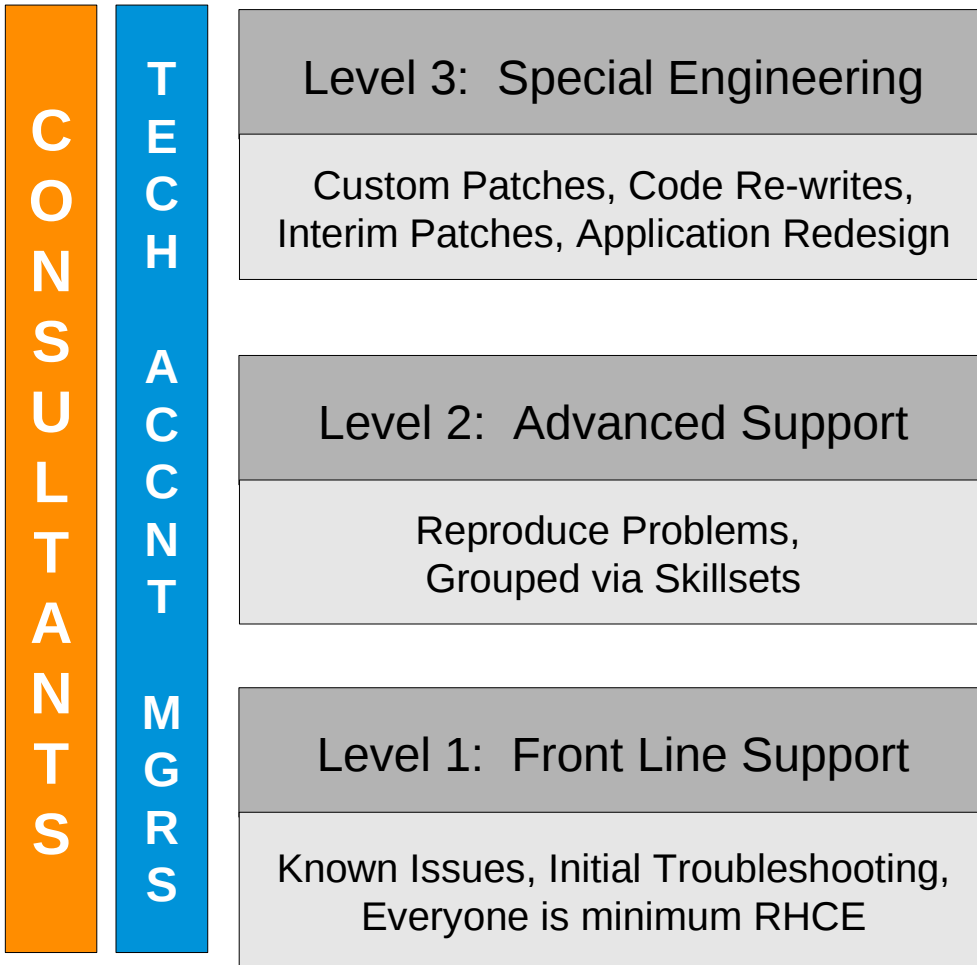 CONSULTANTS
TECH ACCNT MGRS
Level 3:  Special Engineering
Custom Patches, Code Re-writes,
Interim Patches, Application Redesign
Level 2:  Advanced Support
Reproduce Problems,
Grouped via Skillsets
Level 1:  Front Line Support
Known Issues, Initial Troubleshooting,
Everyone is minimum RHCE